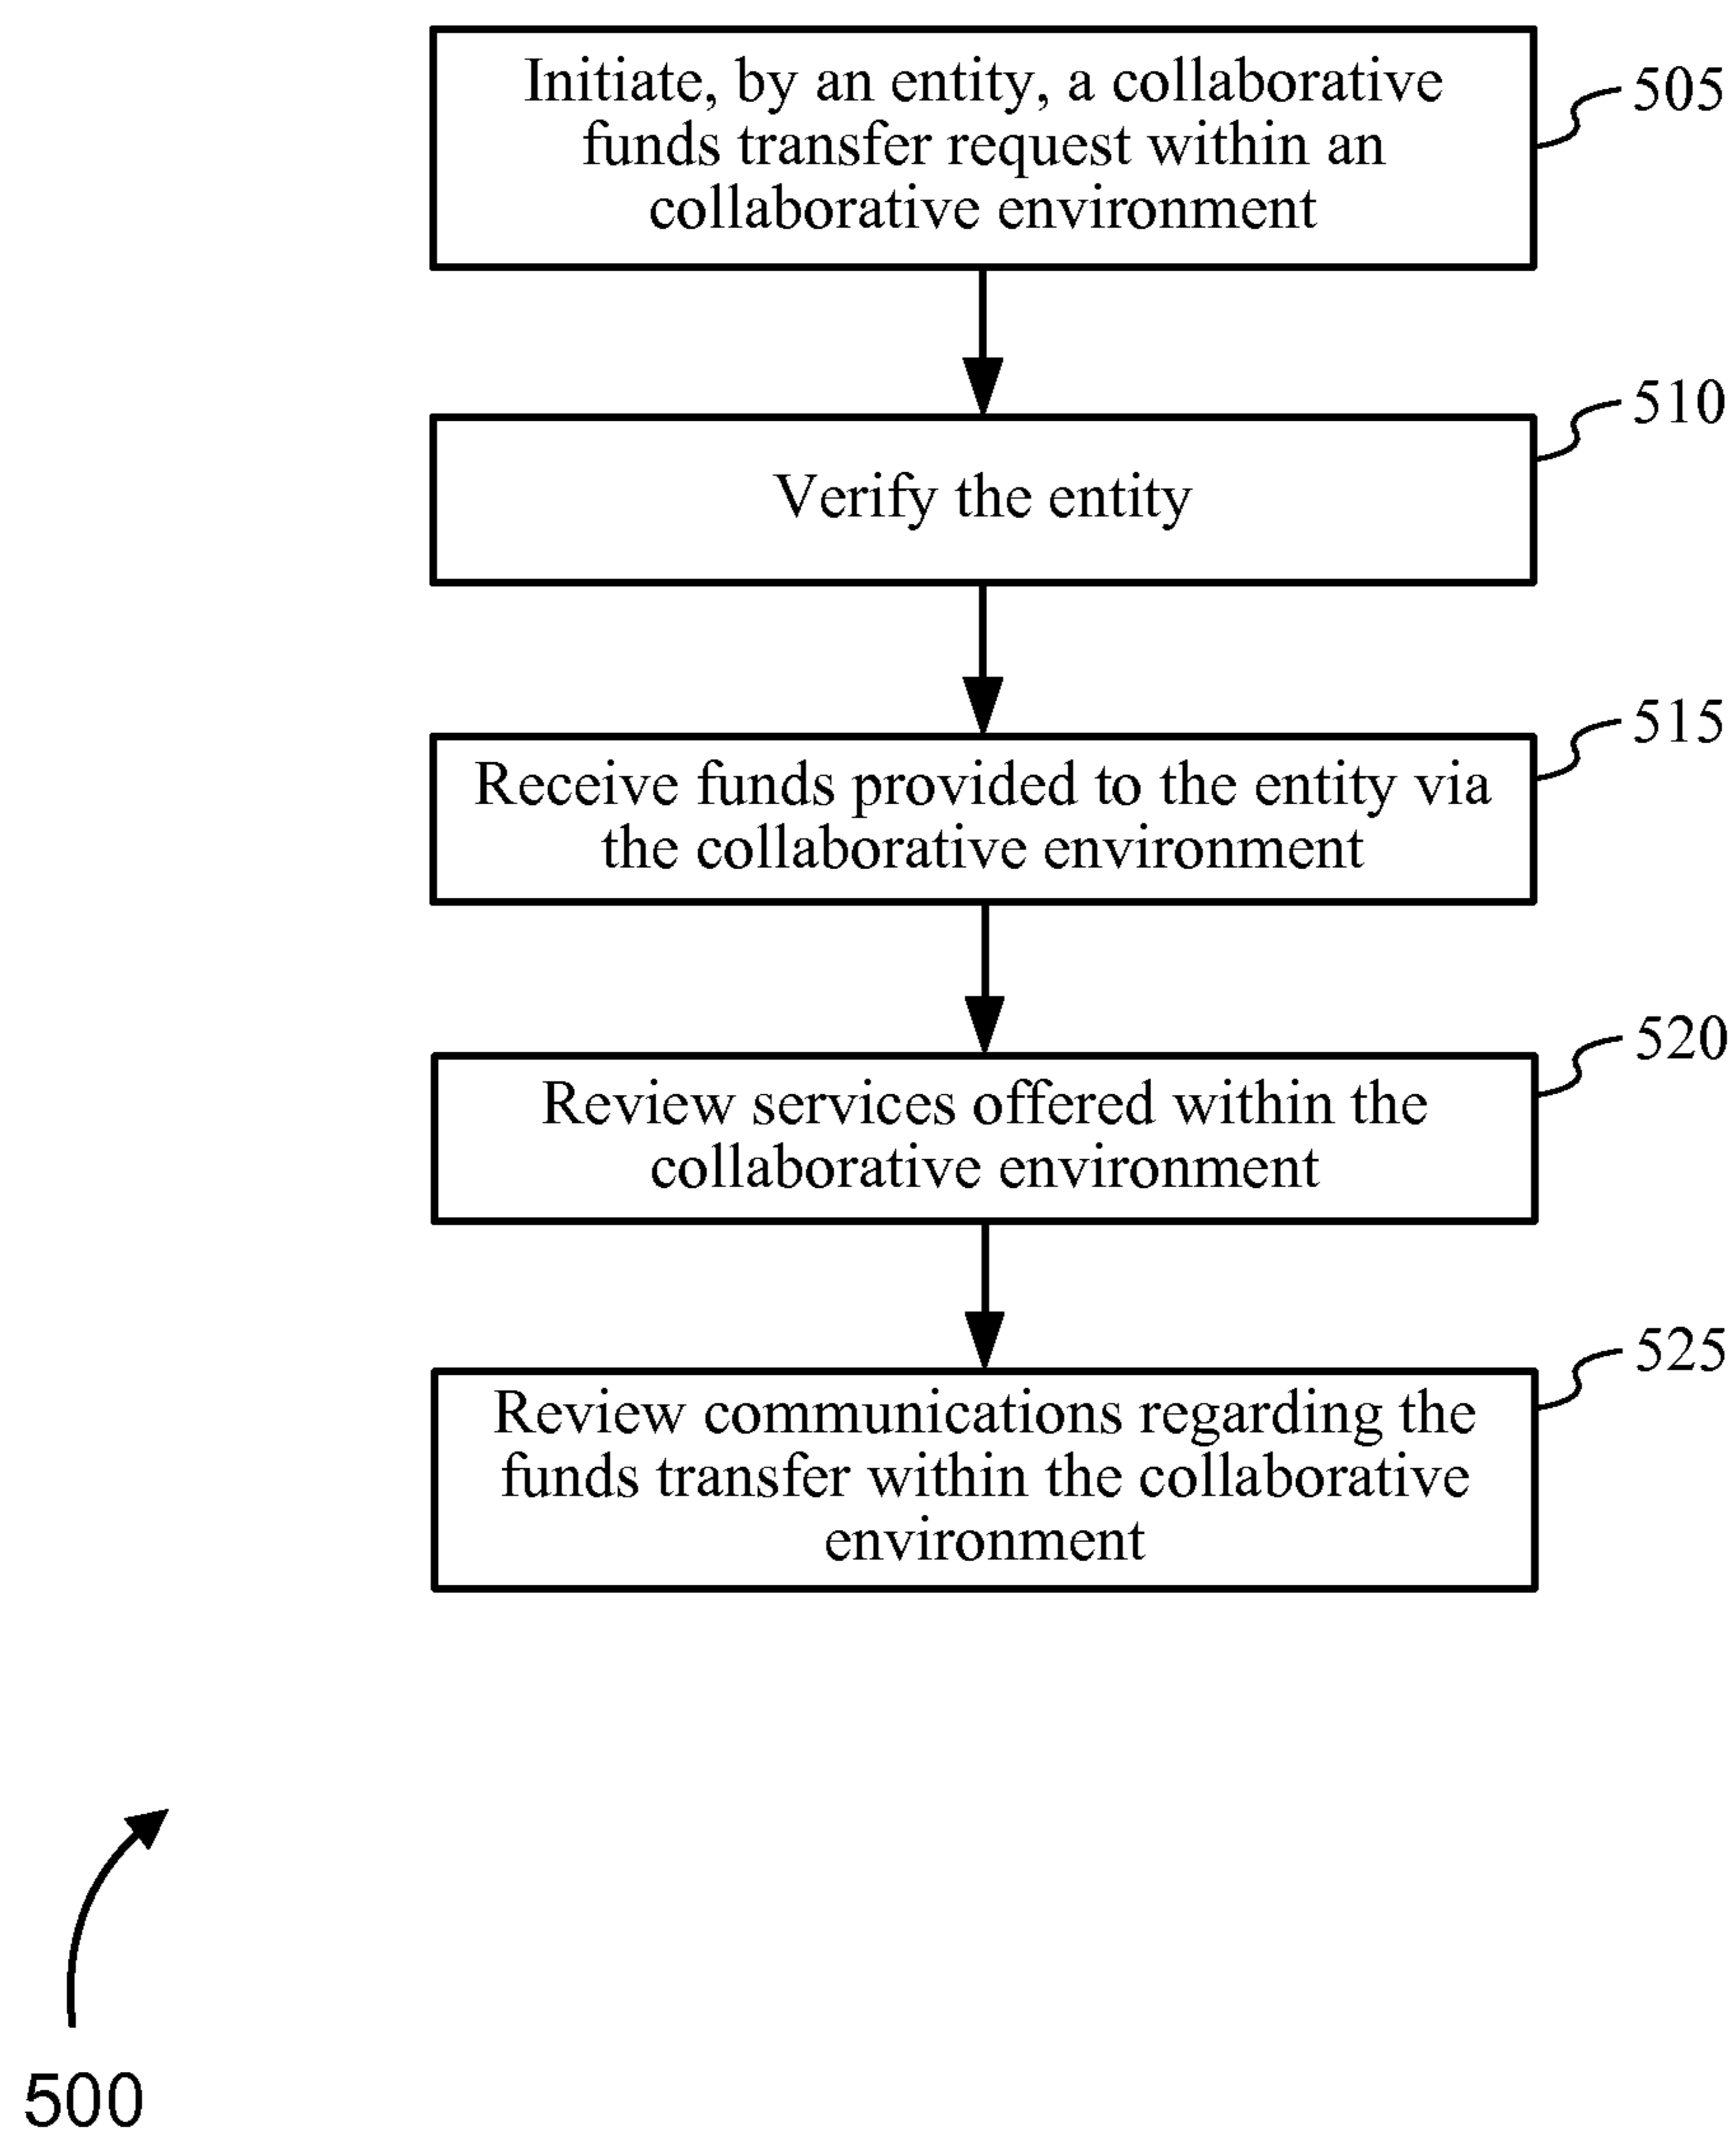 Initiate, by an entity, a collaborative
funds transfer request within an
collaborative environment
505
Verify the entity
510
Receive funds provided to the entity via
the collaborative environment
515
Review services offered within the
collaborative environment
520
Review communications regarding the
funds transfer within the collaborative
environment
525
500